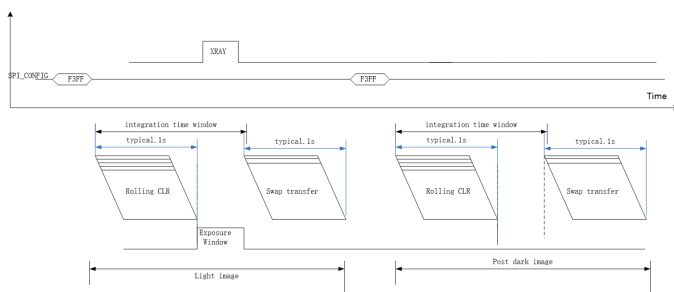 XRAY
SPI_CONFIG
F3FF
F3FF
Time
integration time window
integration time window
typical.1s
typical.1s
typical.1s
typical.1s
Rolling CLR
Swap transfer
Rolling CLR
Swap transfer
Exposure
Window
Light image
Post dark image